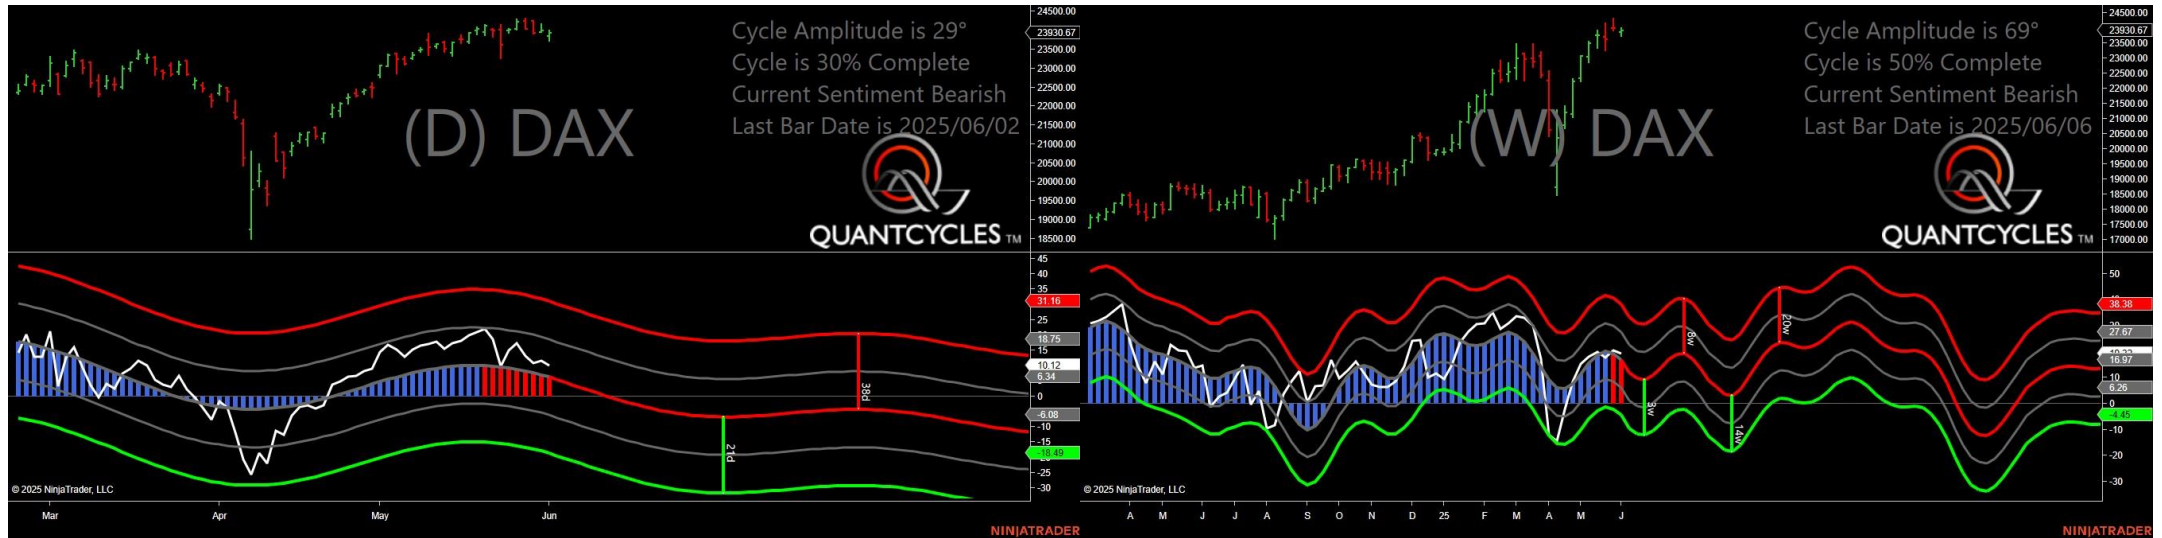 Cycle Amplitude is 29°
Cycle is 30% Complete
Current Sentiment Bearish
Last Bar Date is 2025/06/02
(D) DAX
QUANTCYCLES TM
24500.00
23930.67
23500.00
23000.00
22500.00
22000.00
21500.00
21000.00
20500.00
20000.00
19500.00
19000.00
18500.00
45
40
35
31.16
25
18.75
15
10.12
6.34
0
-6.08
-10
-15
-18.49
-25
-30
38d
21d
© 2025 NinjaTrader, LLC
Mar Apr May Jun
NINJATRADER
Cycle Amplitude is 69°
Cycle is 50% Complete
Current Sentiment Bearish
Last Bar Date is 2025/06/06
(W) DAX
QUANTCYCLES TM
24500.00
23930.67
23500.00
23000.00
22500.00
22000.00
21500.00
21000.00
20500.00
20000.00
19500.00
19000.00
18500.00
18000.00
17500.00
17000.00
50
38.38
27.67
16.97
10
6.26
0
-4.45
-10
-20
-30
8w
20w
3w
14w
© 2025 NinjaTrader, LLC
A M J J A S O N D 25 F M A M J
NINJATRADER